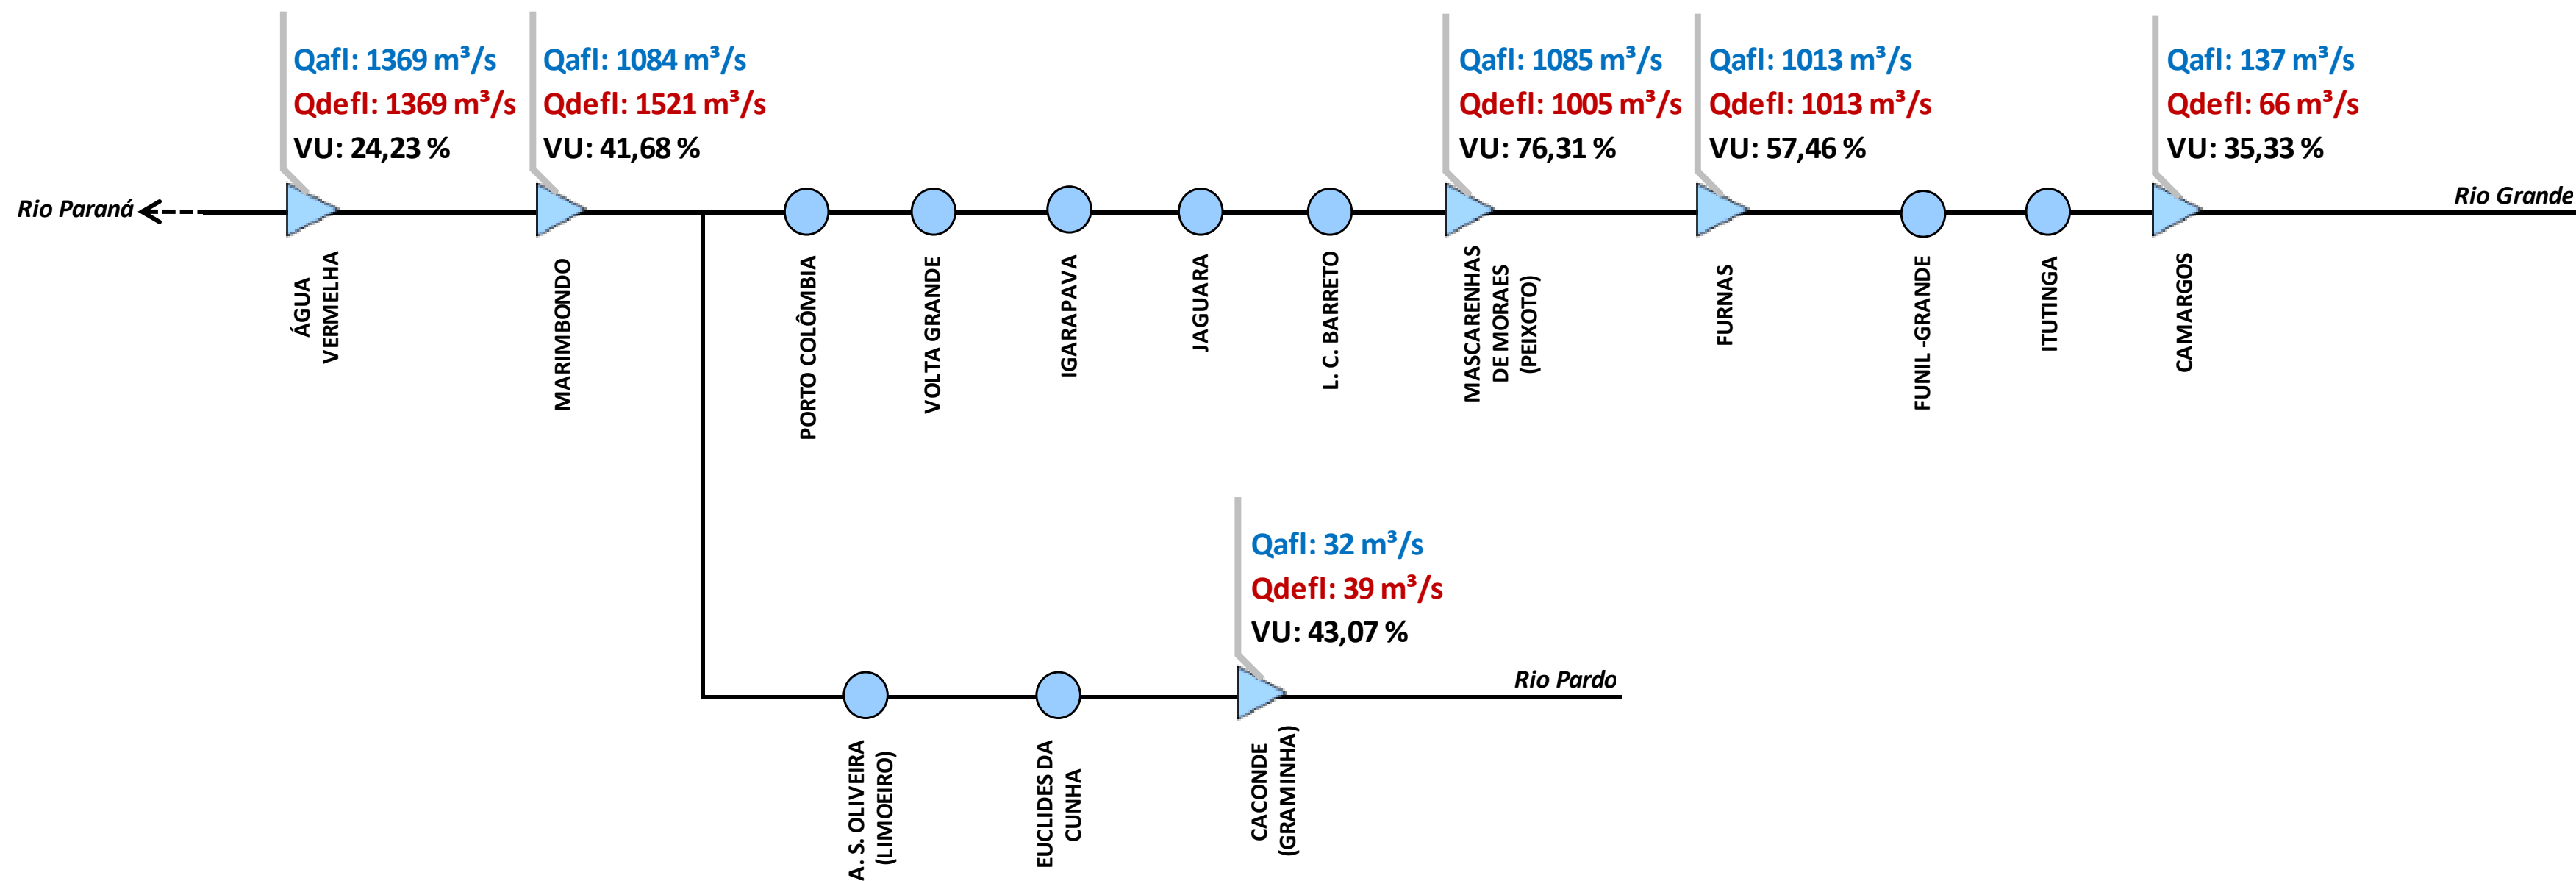 Qafl: 1369 m³/s
Qdefl: 1369 m³/s
VU: 24,23 %
Qafl: 1084 m³/s
Qdefl: 1521 m³/s
VU: 41,68 %
Qafl: 1085 m³/s
Qdefl: 1005 m³/s
VU: 76,31 %
Qafl: 1013 m³/s
Qdefl: 1013 m³/s
VU: 57,46 %
Qafl: 137 m³/s
Qdefl: 66 m³/s
VU: 35,33 %
Rio Paraná
Rio Grande
ÁGUA
VERMELHA
MARIMBONDO
PORTO COLÔMBIA
VOLTA GRANDE
IGARAPAVA
JAGUARA
L. C. BARRETO
MASCARENHAS
DE MORAES
(PEIXOTO)
FURNAS
FUNIL -GRANDE
ITUTINGA
CAMARGOS
Qafl: 32 m³/s
Qdefl: 39 m³/s
VU: 43,07 %
Rio Pardo
A. S. OLIVEIRA
(LIMOEIRO)
EUCLIDES DA
CUNHA
CACONDE
(GRAMINHA)